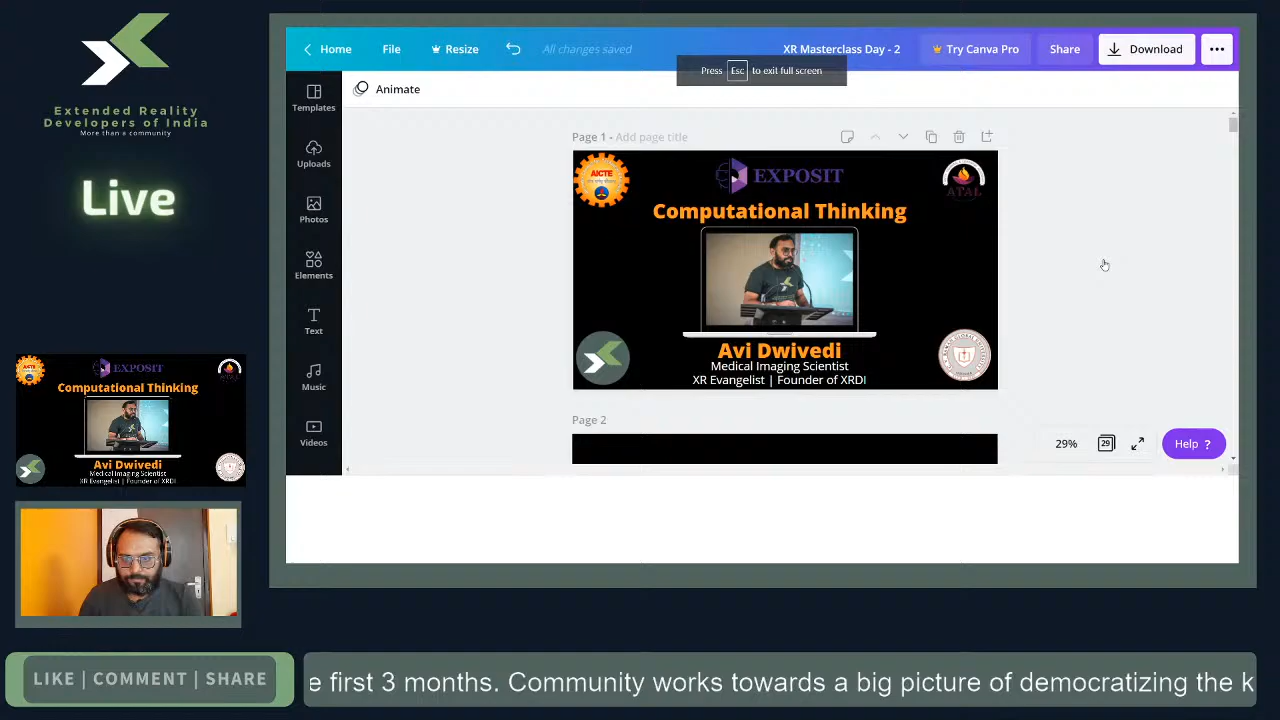 Extended Reality
Developers of India
More than a community
Live
Home
File
Resize
All changes saved
XR Masterclass Day - 2
Try Canva Pro
Share
Download
Press Esc to exit full screen
Templates
Uploads
Photos
Elements
Text
Music
Videos
Animate
Page 1 - Add page title
AICTE
EXPOSIT
ATAL
Computational Thinking
Avi Dwivedi
Medical Imaging Scientist
XR Evangelist | Founder of XRDI
Page 2
29%
29
Help ?
EXPOSIT
Computational Thinking
Avi Dwivedi
Medical Imaging Scientist
XR Evangelist | Founder of XRDI
LIKE | COMMENT | SHARE
e first 3 months. Community works towards a big picture of democratizing the k